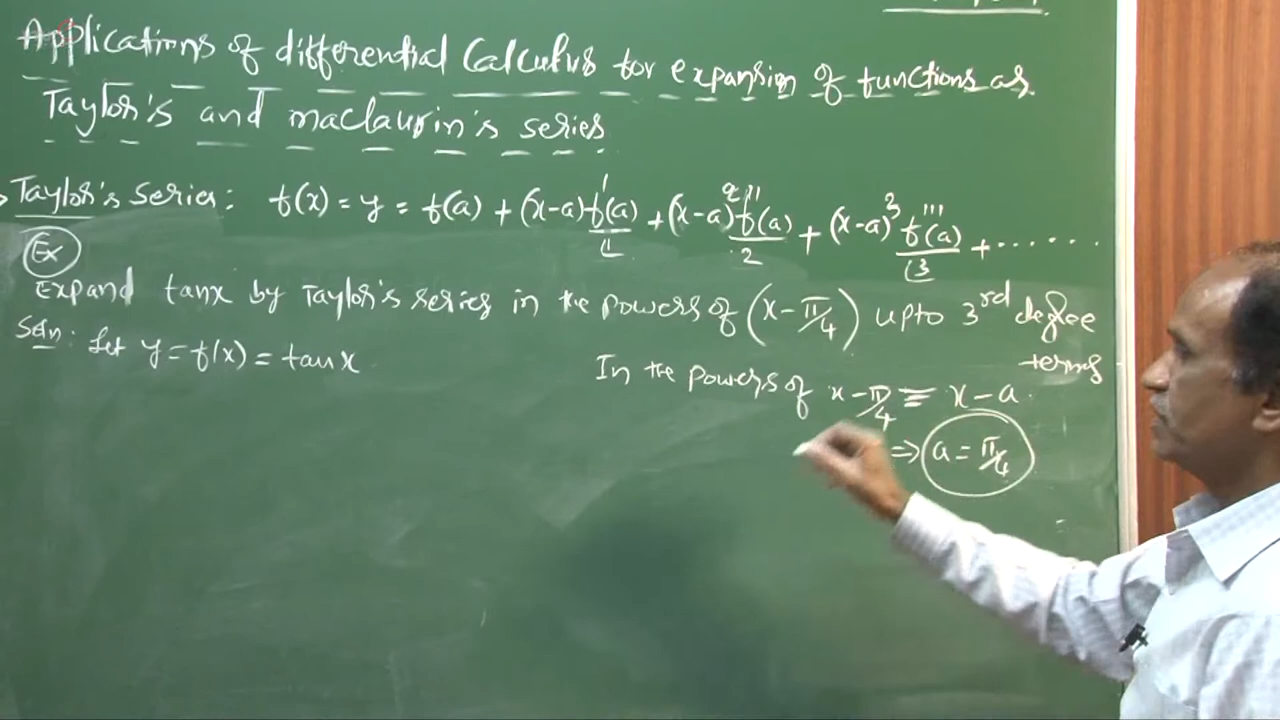 Applications of differential Calculus for expansion of functions as
Taylor's and maclaurin's series
Taylor's series: f(x) = y = f(a) + (x-a) f'(a)/1 + (x-a)² f''(a)/2 + (x-a)³ f'''(a)/3 + ......
Ex
Expand tanx by Taylor's series in the powers of (x-π/4) upto 3rd degree
terms
Soln: Let y = f(x) = tanx
In the powers of x-π/4 ≡ x-a
⇒ a = π/4